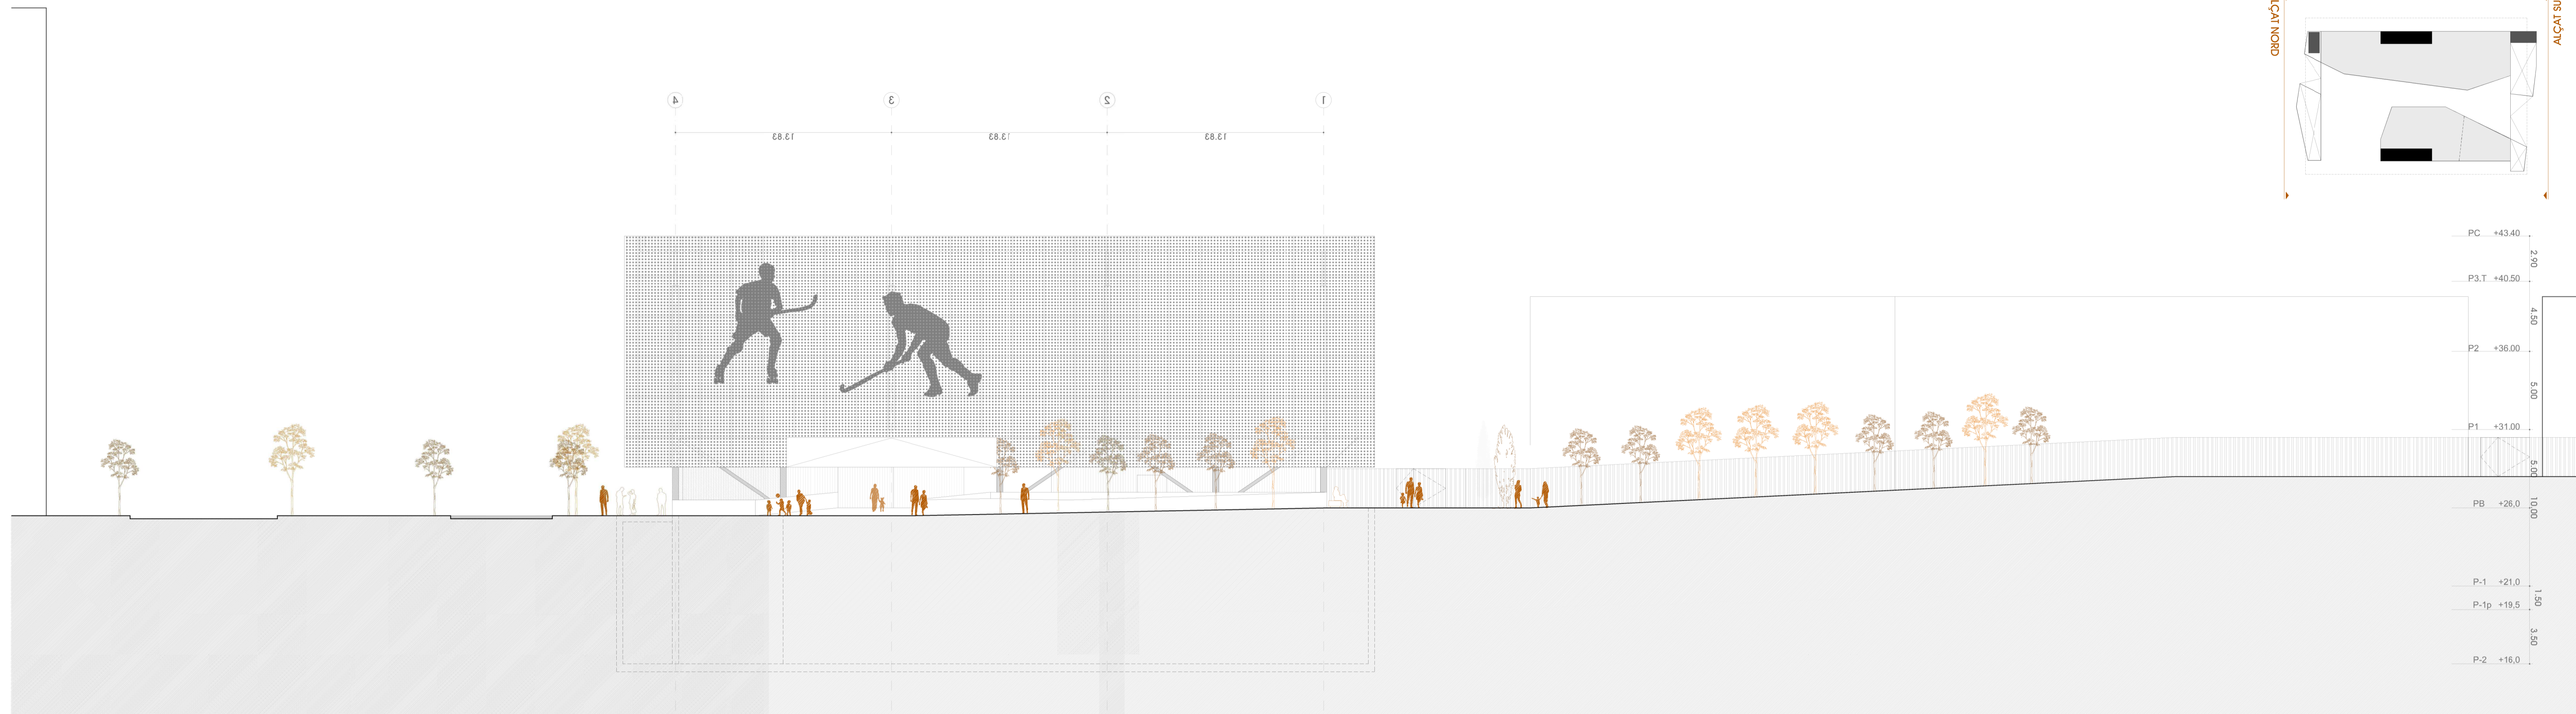 LÇAT NORD
ALÇAT SU
4
3
2
1
13.83
13.83
13.83
PC +43.40
2.90
P3.T +40.50
4.50
P2 +36.00
5.00
P1 +31.00
5.00
PB +26,0
10.00
P-1 +21,0
1.50
P-1p +19,5
3.50
P-2 +16,0